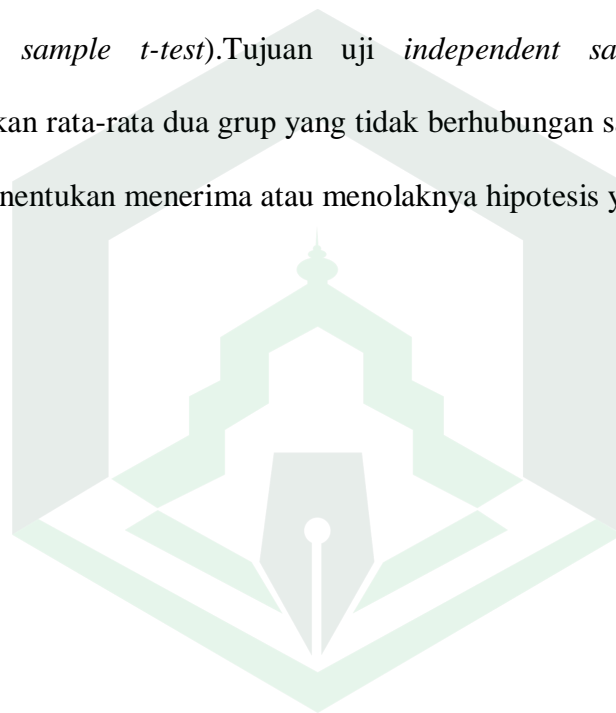 sample t-test).Tujuan uji independent sa
kan rata-rata dua grup yang tidak berhubungan s
nentukan menerima atau menolaknya hipotesis y